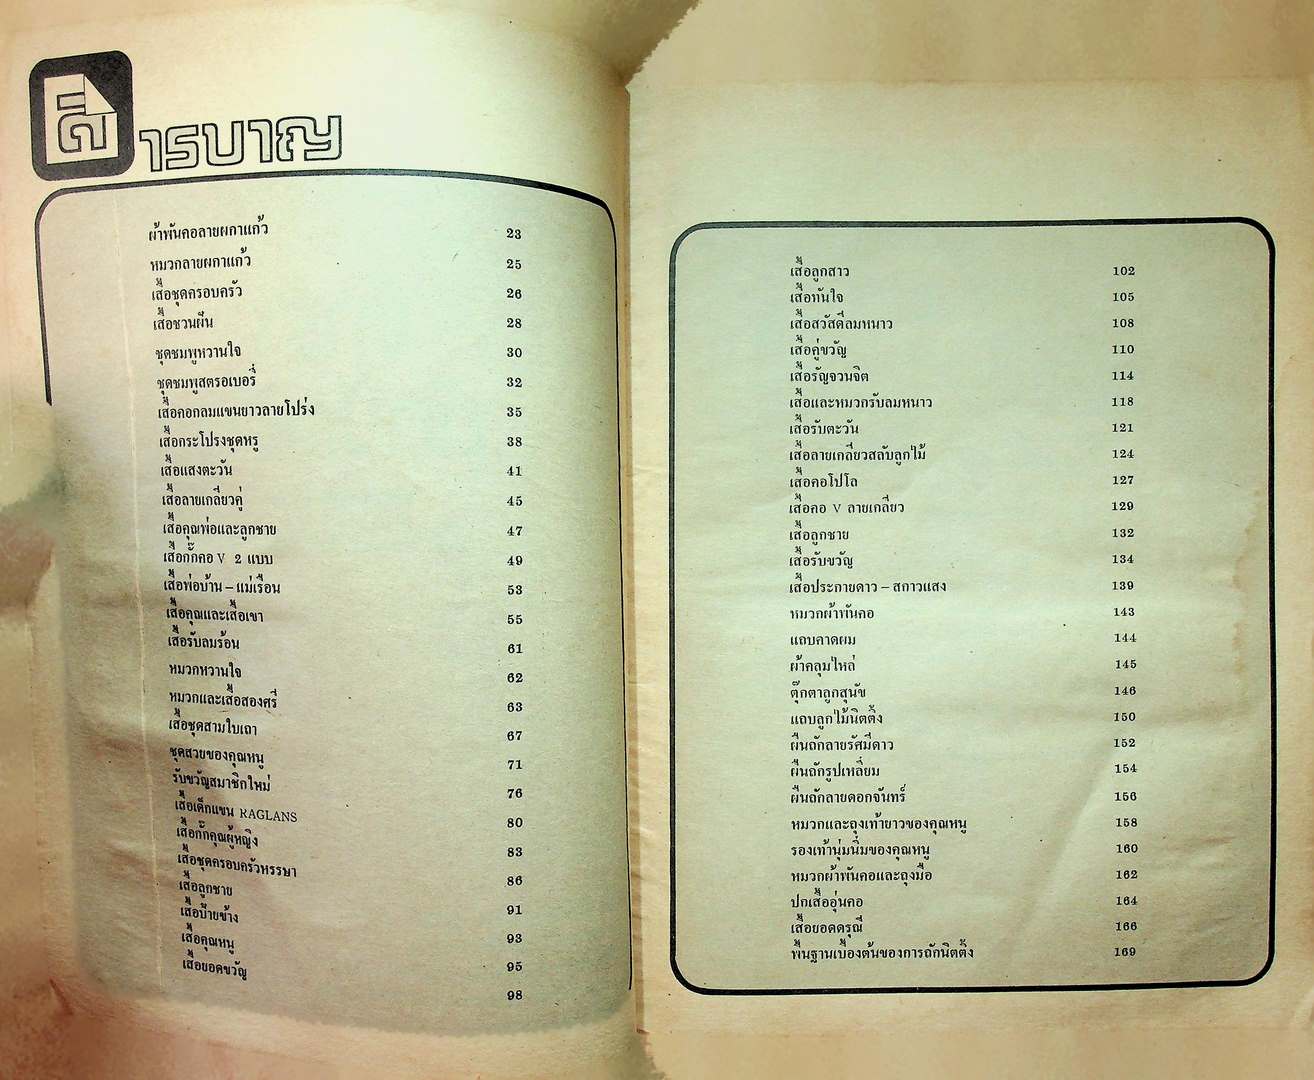 สารบาญ
ผ้าพันคอลายผกาแก้ว 23
หมวกลายผกาแก้ว 25
เสื้อชุดครอบครัว 26
เสื้อชวนฝัน 28
ชุดชมพูหวานใจ 30
ชุดชมพูสตรอเบอรี่ 32
เสื้อคอกลมแขนยาวลายโปร่ง 35
เสื้อกระโปรงชุดหรู 38
เสื้อแสงตะวัน 41
เสื้อลายเกลียวคู่ 45
เสื้อคุณพ่อและลูกชาย 47
เสื้อกั๊กคอ V 2 แบบ 49
เสื้อพ่อบ้าน – แม่เรือน 53
เสื้อคุณและเสื้อเขา 55
เสื้อรับลมร้อน 61
หมวกหวานใจ 62
หมวกและเสื้อสองศรี 63
เสื้อชุดสามใบเถา 67
ชุดสวยของคุณหนู 71
รับขวัญสมาชิกใหม่ 76
เสื้อเด็กแขน RAGLANS 80
เสื้อกั๊กคุณผู้หญิง 83
เสื้อชุดครอบครัวหรรษา 86
เสื้อลูกชาย 91
เสื้อป้ายข้าง 93
เสื้อคุณหนู 95
เสื้อยอดขวัญ 98
เสื้อลูกสาว 102
เสื้อทันใจ 105
เสื้อสวัสดีลมหนาว 108
เสื้อคู่ขวัญ 110
เสื้อรัญจวนจิต 114
เสื้อและหมวกรับลมหนาว 118
เสื้อรับตะวัน 121
เสื้อลายเกลียวสลับลูกไม้ 124
เสื้อคอโปโล 127
เสื้อคอ V ลายเกลียว 129
เสื้อลูกชาย 132
เสื้อรับขวัญ 134
เสื้อประกายดาว – สกาวแสง 139
หมวกผ้าพันคอ 143
แถบคาดผม 144
ผ้าคลุมไหล่ 145
ตุ๊กตาลูกสุนัข 146
แถบลูกไม้นิตติ้ง 150
ผืนถักลายรัศมีดาว 152
ผืนถักรูปเหลี่ยม 154
ผืนถักลายดอกจันทร์ 156
หมวกและถุงเท้ายาวของคุณหนู 158
รองเท้านุ่มนิ่มของคุณหนู 160
หมวกผ้าพันคอและถุงมือ 162
ปกเสื้ออุ่นคอ 164
เสื้อยอดดรุณี 166
พื้นฐานเบื้องต้นของการถักนิตติ้ง 169